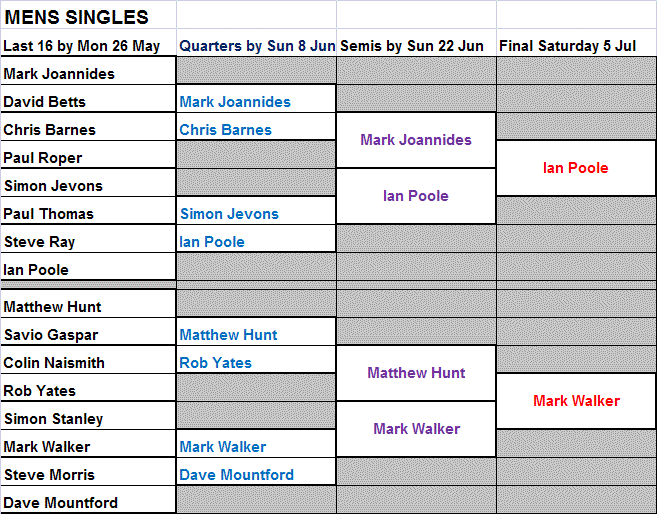 MENS SINGLES
Last 16 by Mon 26 May Quarters by Sun 8 Jun Semis by Sun 22 Jun Final Saturday 5 Jul
Mark Joannides
David Betts Mark Joannides
Chris Barnes Chris Barnes
Mark Joannides
Paul Roper
Ian Poole
Simon Jevons
Ian Poole
Paul Thomas Simon Jevons
Steve Ray Ian Poole
Ian Poole
Matthew Hunt
Savio Gaspar Matthew Hunt
Colin Naismith Rob Yates
Matthew Hunt
Rob Yates
Mark Walker
Simon Stanley
Mark Walker
Mark Walker Mark Walker
Steve Morris Dave Mountford
Dave Mountford